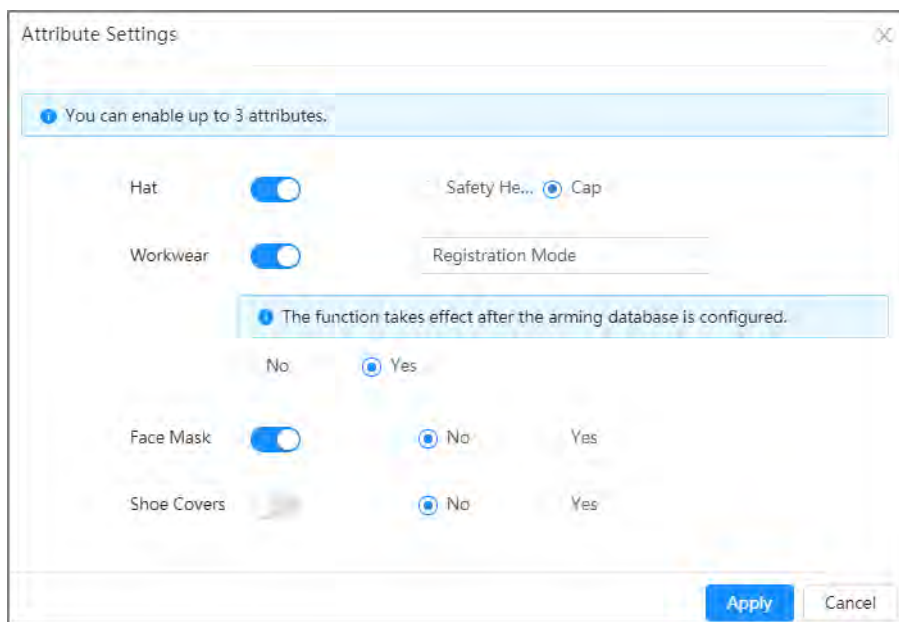 Attribute Settings
You can enable up to 3 attributes.
Hat Safety He... Cap
Workwear Registration Mode
The function takes effect after the arming database is configured.
No Yes
Face Mask No Yes
Shoe Covers No Yes
Apply Cancel